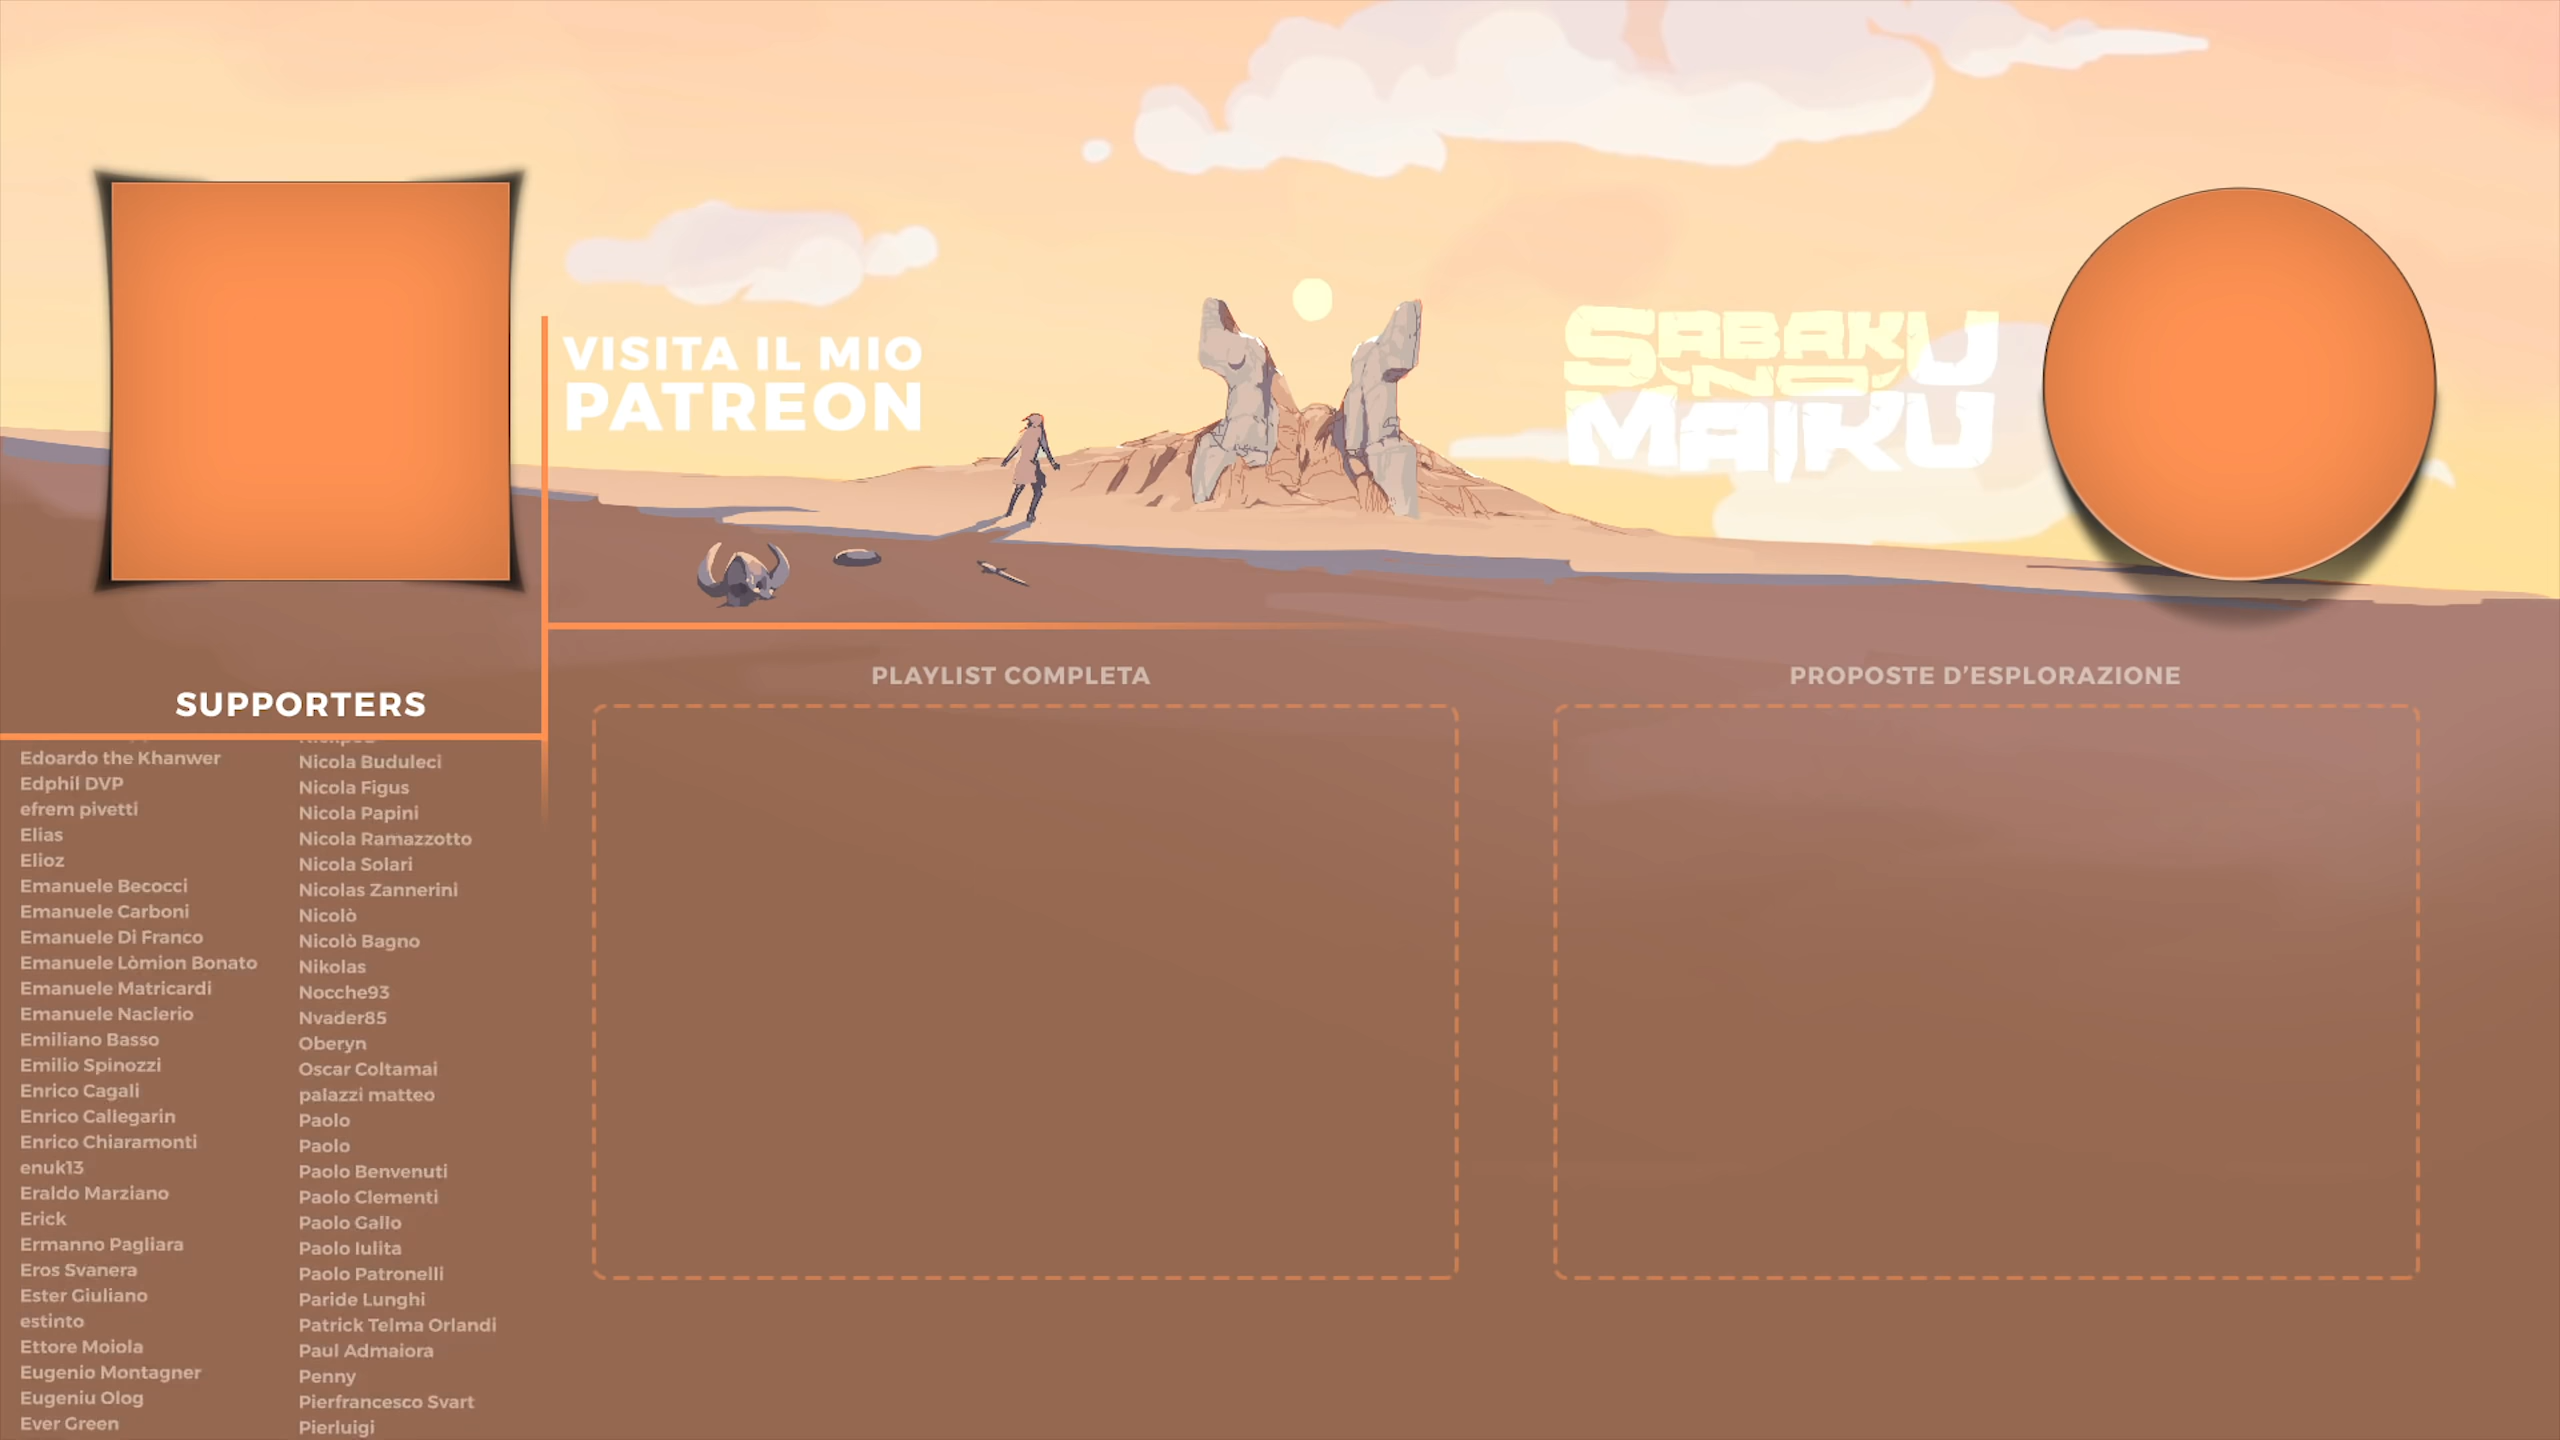 VISITA IL MIO
PATREON
SABAKU
NO
MAIKU
SUPPORTERS
Edoardo the Khanwer
Edphil DVP
efrem pivetti
Elias
Elioz
Emanuele Becocci
Emanuele Carboni
Emanuele Di Franco
Emanuele Lòmion Bonato
Emanuele Matricardi
Emanuele Naclerio
Emiliano Basso
Emilio Spinozzi
Enrico Cagali
Enrico Callegarin
Enrico Chiaramonti
enuk13
Eraldo Marziano
Erick
Ermanno Pagliara
Eros Svanera
Ester Giuliano
estinto
Ettore Moiola
Eugenio Montagner
Eugeniu Olog
Ever Green
Nicola Buduleci
Nicola Figus
Nicola Papini
Nicola Ramazzotto
Nicola Solari
Nicolas Zannerini
Nicolò
Nicolò Bagno
Nikolas
Nocche93
Nvader85
Oberyn
Oscar Coltamai
palazzi matteo
Paolo
Paolo
Paolo Benvenuti
Paolo Clementi
Paolo Gallo
Paolo Iulita
Paolo Patronelli
Paride Lunghi
Patrick Telma Orlandi
Paul Admaiora
Penny
Pierfrancesco Svart
Pierluigi
PLAYLIST COMPLETA
PROPOSTE D'ESPLORAZIONE